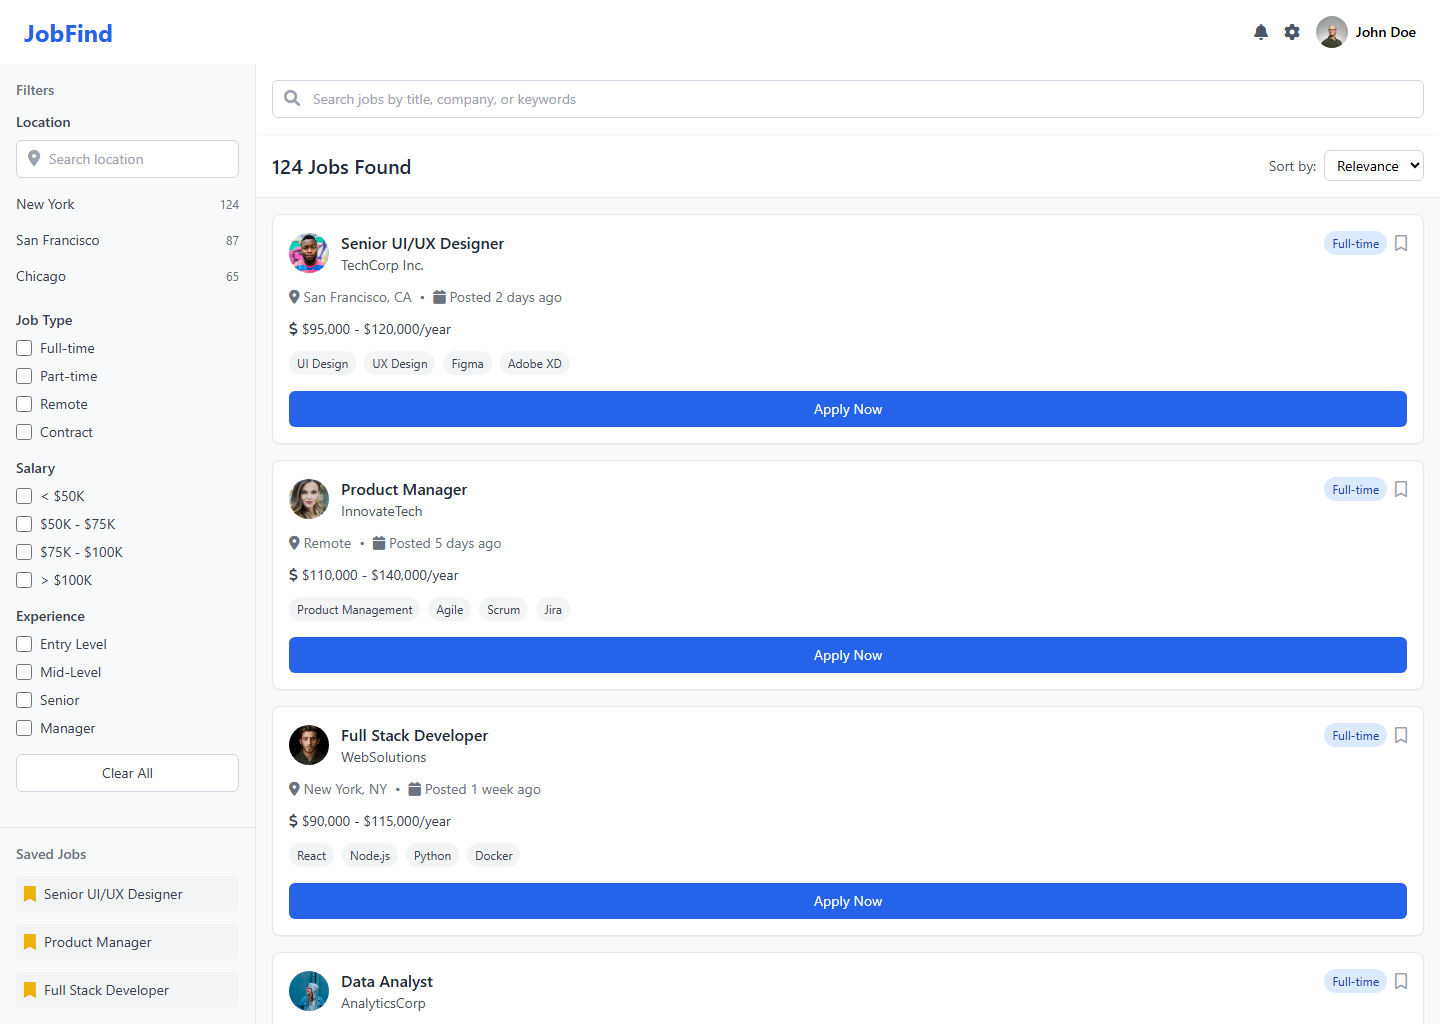 JobFind
John Doe
Filters
Location
Search location
New York 124
San Francisco 87
Chicago 65
Job Type
Full-time
Part-time
Remote
Contract
Salary
< $50K
$50K - $75K
$75K - $100K
> $100K
Experience
Entry Level
Mid-Level
Senior
Manager
Clear All
Saved Jobs
Senior UI/UX Designer
Product Manager
Full Stack Developer
Search jobs by title, company, or keywords
124 Jobs Found
Sort by: Relevance
Senior UI/UX Designer
Full-time
TechCorp Inc.
San Francisco, CA • Posted 2 days ago
$ $95,000 - $120,000/year
UI Design UX Design Figma Adobe XD
Apply Now
Product Manager
Full-time
InnovateTech
Remote • Posted 5 days ago
$ $110,000 - $140,000/year
Product Management Agile Scrum Jira
Apply Now
Full Stack Developer
Full-time
WebSolutions
New York, NY • Posted 1 week ago
$ $90,000 - $115,000/year
React Node.js Python Docker
Apply Now
Data Analyst
Full-time
AnalyticsCorp